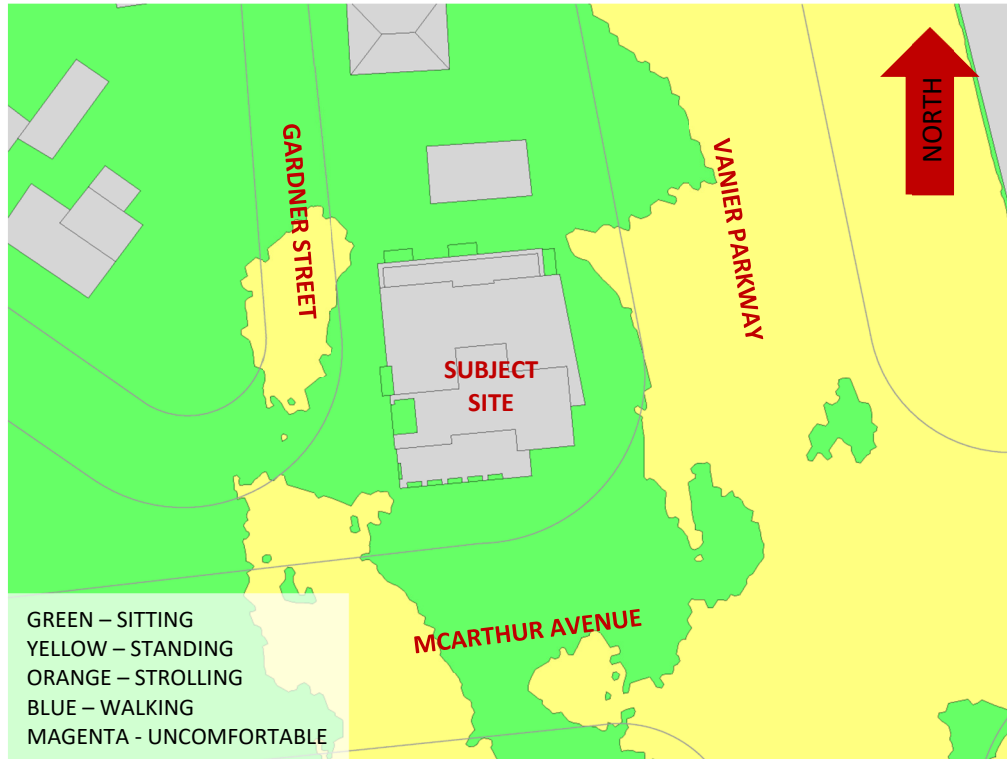 NORTH
GARDNER STREET
VANIER PARKWAY
SUBJECT
SITE
MCARTHUR AVENUE
GREEN – SITTING
YELLOW – STANDING
ORANGE – STROLLING
BLUE – WALKING
MAGENTA - UNCOMFORTABLE